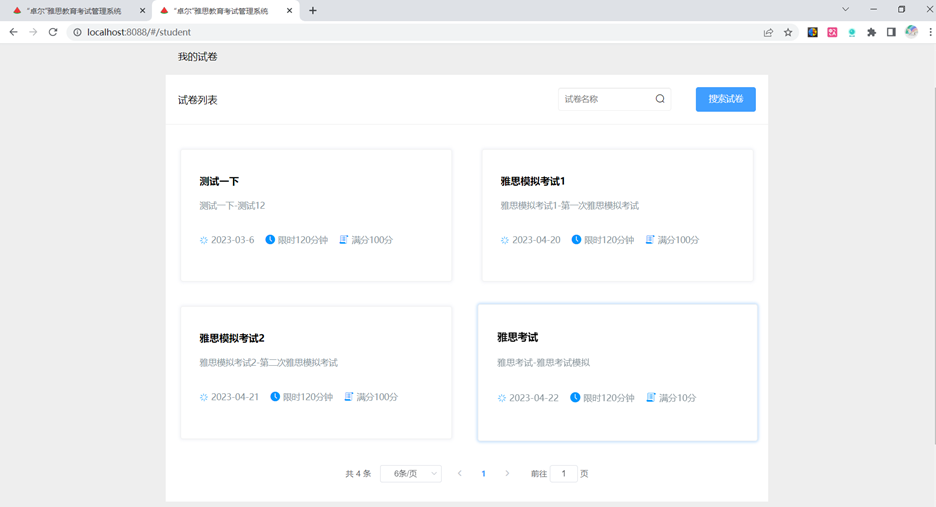 "卓尔"雅思教育考试管理系统
"卓尔"雅思教育考试管理系统
localhost:8088/#/student
我的试卷
试卷列表
试卷名称
搜索试卷
测试一下
测试一下-测试12
2023-03-6 限时120分钟 满分100分
雅思模拟考试1
雅思模拟考试1-第一次雅思模拟考试
2023-04-20 限时120分钟 满分100分
雅思模拟考试2
雅思模拟考试2-第二次雅思模拟考试
2023-04-21 限时120分钟 满分100分
雅思考试
雅思考试-雅思考试模拟
2023-04-22 限时120分钟 满分10分
共 4 条 6条/页 1 前往 1 页